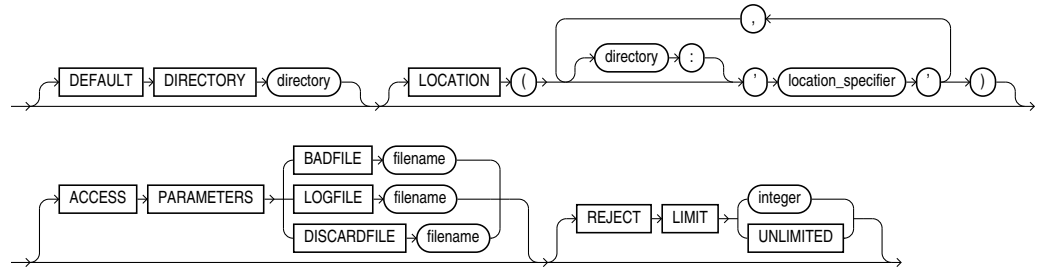 ,
directory :
DEFAULT DIRECTORY directory LOCATION ( ' location_specifier ' )
BADFILE filename
ACCESS PARAMETERS LOGFILE filename
DISCARDFILE filename
integer
REJECT LIMIT
UNLIMITED